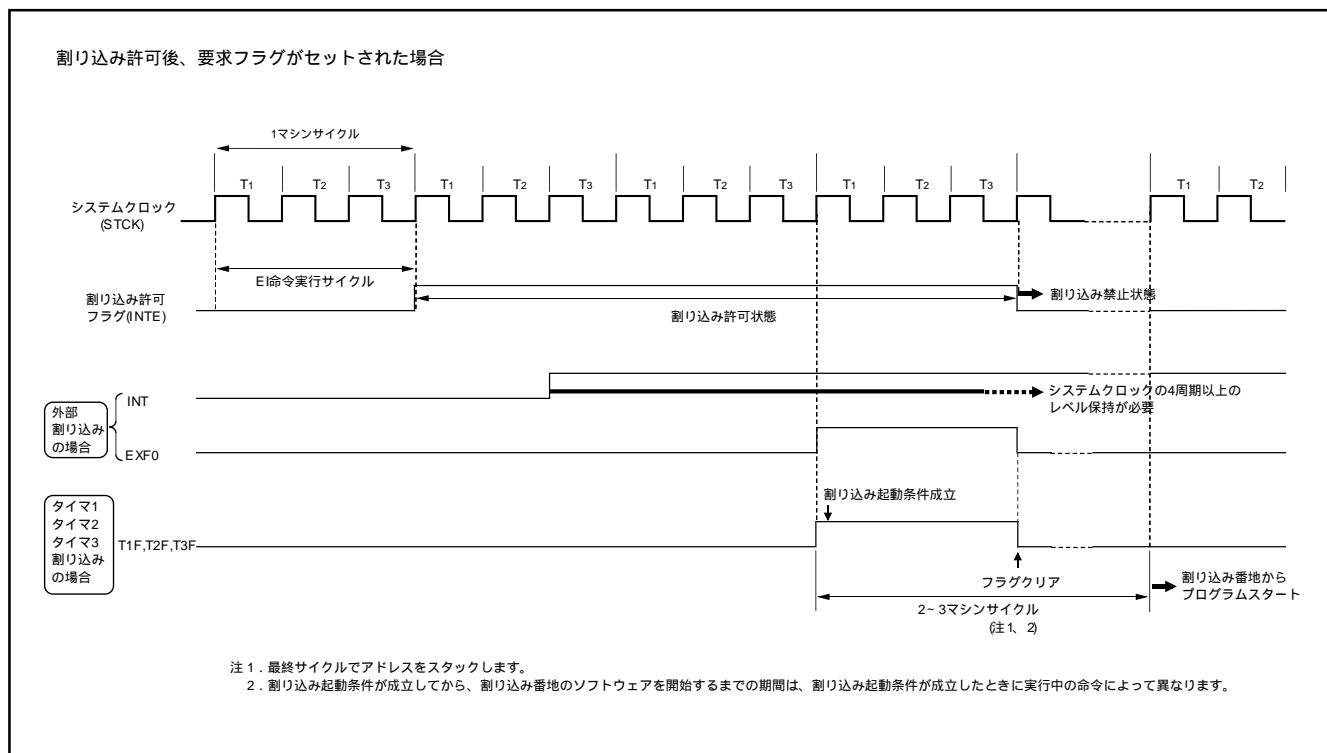 割り込み許可後、要求フラグがセットされた場合
1マシンサイクル
T1 T2 T3 T1 T2 T3 T1 T2 T3 T1 T2 T3 T1 T2
システムクロック
(STCK)
EI命令実行サイクル
割り込み許可
フラグ(INTE)
割り込み許可状態
割り込み禁止状態
外部
割り込み
の場合
INT
EXF0
システムクロックの4周期以上の
レベル保持が必要
タイマ1
タイマ2
タイマ3
割り込み
の場合
T1F,T2F,T3F
割り込み起動条件成立
フラグクリア
2~3マシンサイクル
(注1、2)
割り込み番地から
プログラムスタート
注1.最終サイクルでアドレスをスタックします。
2.割り込み起動条件が成立してから、割り込み番地のソフトウェアを開始するまでの期間は、割り込み起動条件が成立したときに実行中の命令によって異なります。